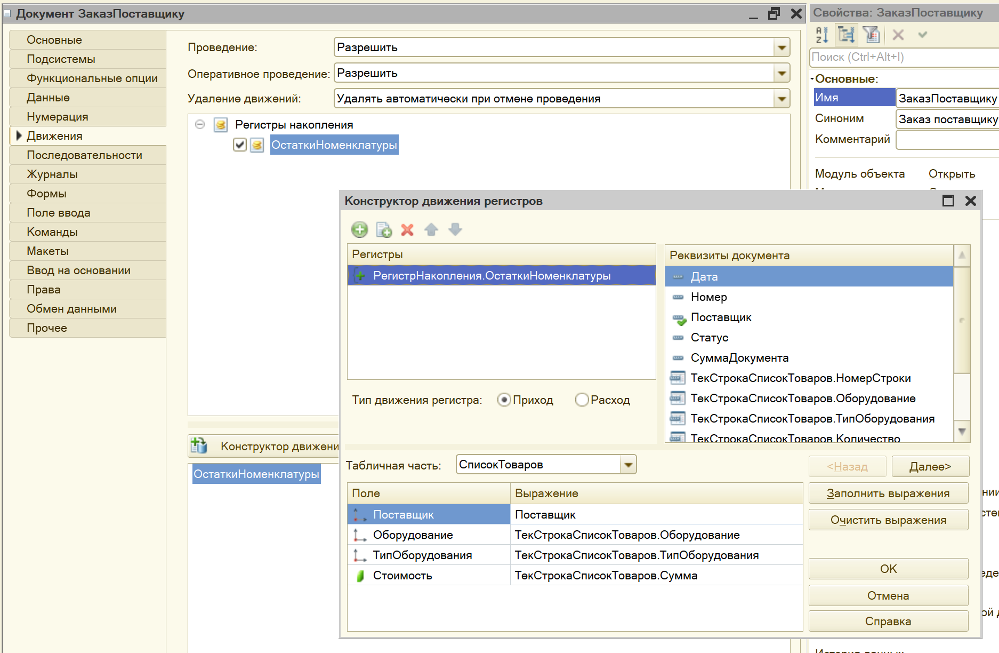 Документ ЗаказПоставщику
Основные
Подсистемы
Функциональные опции
Данные
Нумерация
Движения
Последовательности
Журналы
Формы
Поле ввода
Команды
Макеты
Ввод на основании
Права
Обмен данными
Прочее
Проведение: Разрешить
Оперативное проведение: Разрешить
Удаление движений: Удалять автоматически при отмене проведения
Регистры накопления
ОстаткиНоменклатуры
Конструктор движени
ОстаткиНоменклатуры
Конструктор движения регистров
Регистры
РегистрНакопления.ОстаткиНоменклатуры
Тип движения регистра: Приход Расход
Реквизиты документа
Дата
Номер
Поставщик
Статус
СуммаДокумента
ТекСтрокаСписокТоваров.НомерСтроки
ТекСтрокаСписокТоваров.Оборудование
ТекСтрокаСписокТоваров.ТипОборудования
ТекСтрокаСписокТоваров.Количество
Табличная часть: СписокТоваров
<Назад Далее>
Поле Выражение
Поставщик Поставщик
Оборудование ТекСтрокаСписокТоваров.Оборудование
ТипОборудования ТекСтрокаСписокТоваров.ТипОборудования
Стоимость ТекСтрокаСписокТоваров.Сумма
Заполнить выражения
Очистить выражения
OK
Отмена
Справка
Свойства: ЗаказПоставщику
Поиск (Ctrl+Alt+I)
Основные:
Имя ЗаказПоставщику
Синоним Заказ поставщику
Комментарий
Модуль объекта Открыть